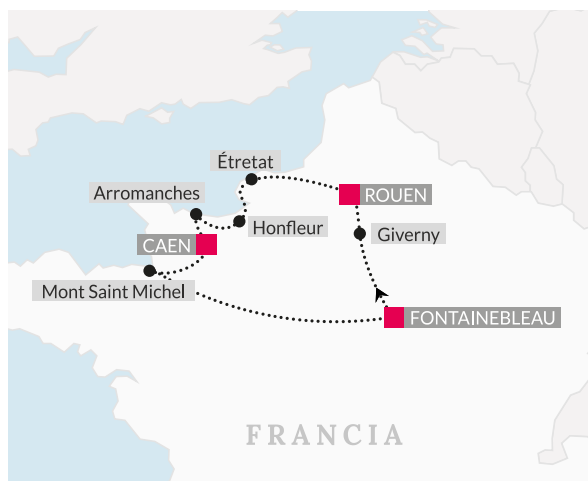 Étretat
Arromanches
ROUEN
Honfleur
Giverny
CAEN
Mont Saint Michel
FONTAINEBLEAU
FRANCIA